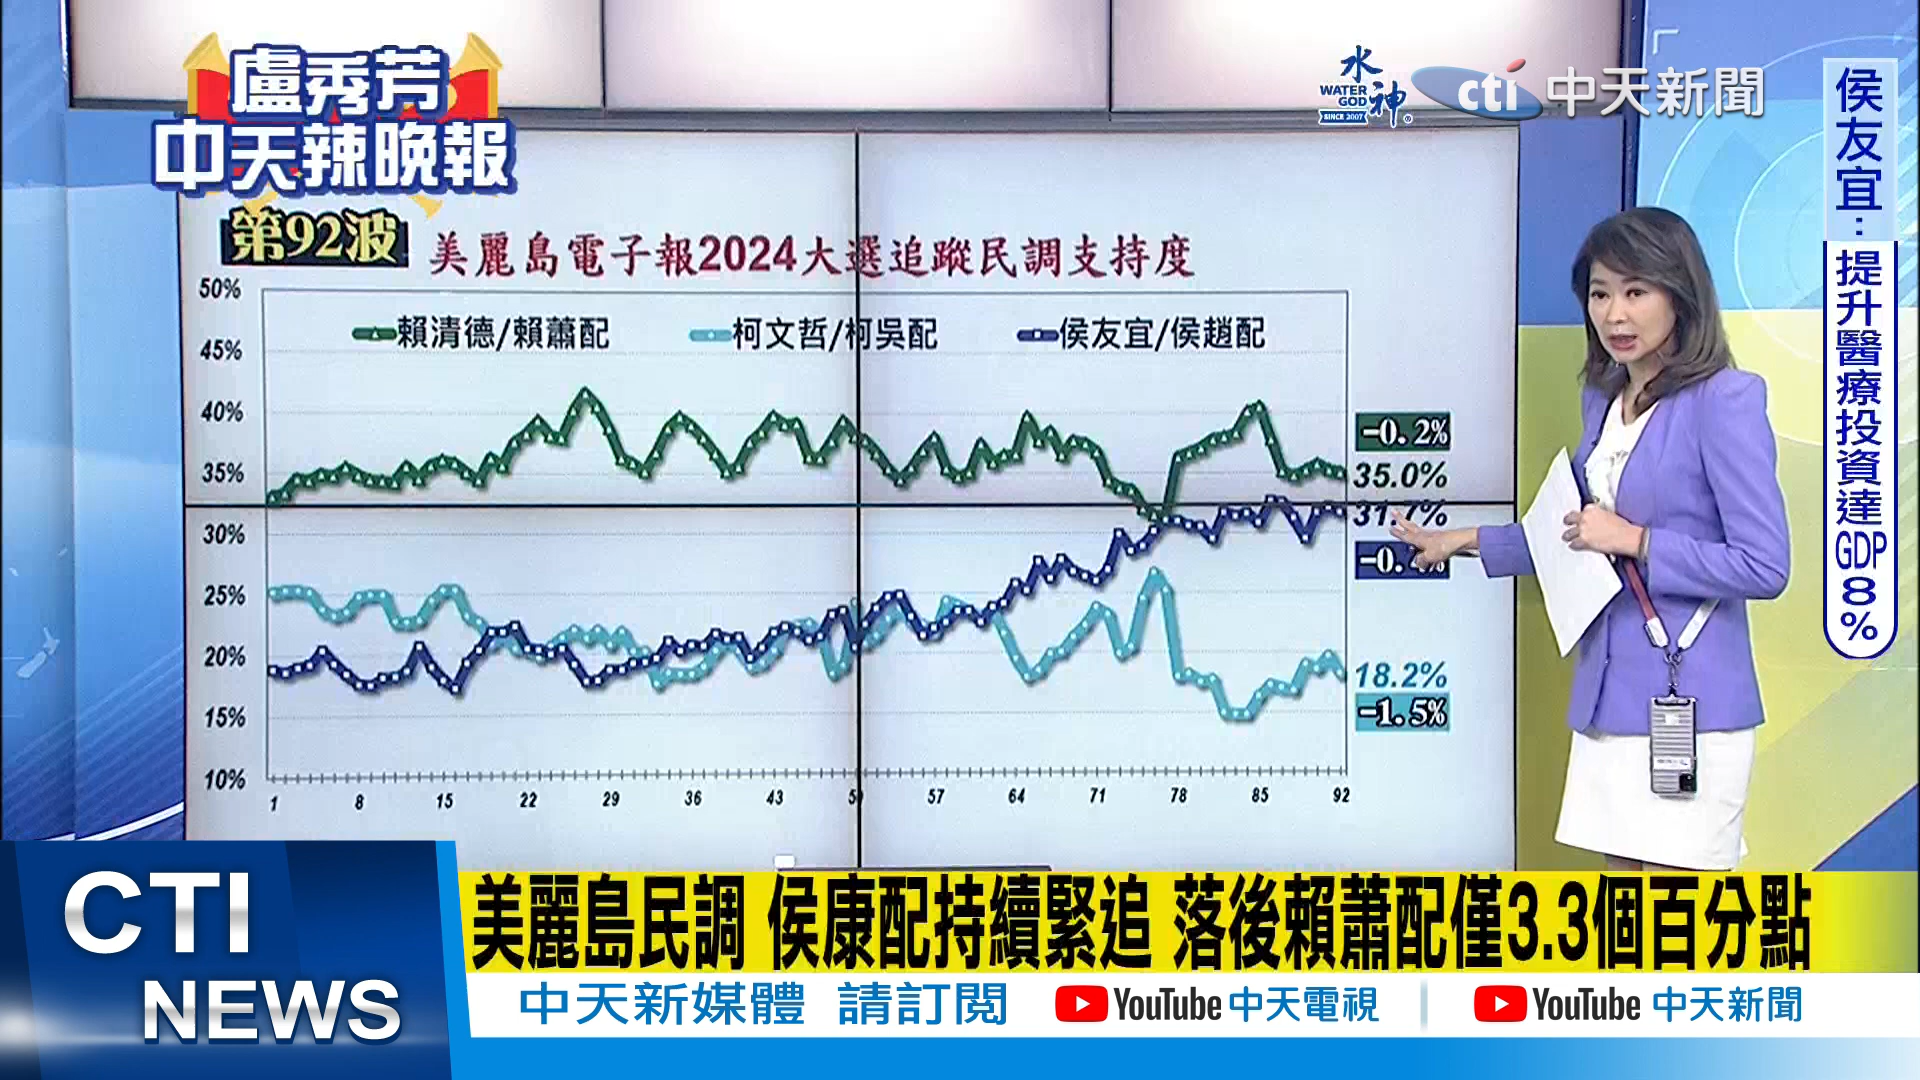 盧秀芳
中天辣晚報
水神
WATER GOD
SINCE 2007
cti 中天新聞
侯友宜：提升醫療投資達GDP8%
第92波
美麗島電子報2024大選追蹤民調支持度
賴清德/賴蕭配
柯文哲/柯吳配
侯友宜/侯趙配
50%
45%
40%
35%
30%
25%
20%
15%
10%
-0.2%
35.0%
31.7%
18.2%
-1.5%
1 8 15 22 29 36 43 50 57 64 71 78 85 92
CTI
NEWS
美麗島民調 侯康配持續緊追 落後賴蕭配僅3.3個百分點
中天新媒體 請訂閱 YouTube 中天電視 | YouTube 中天新聞